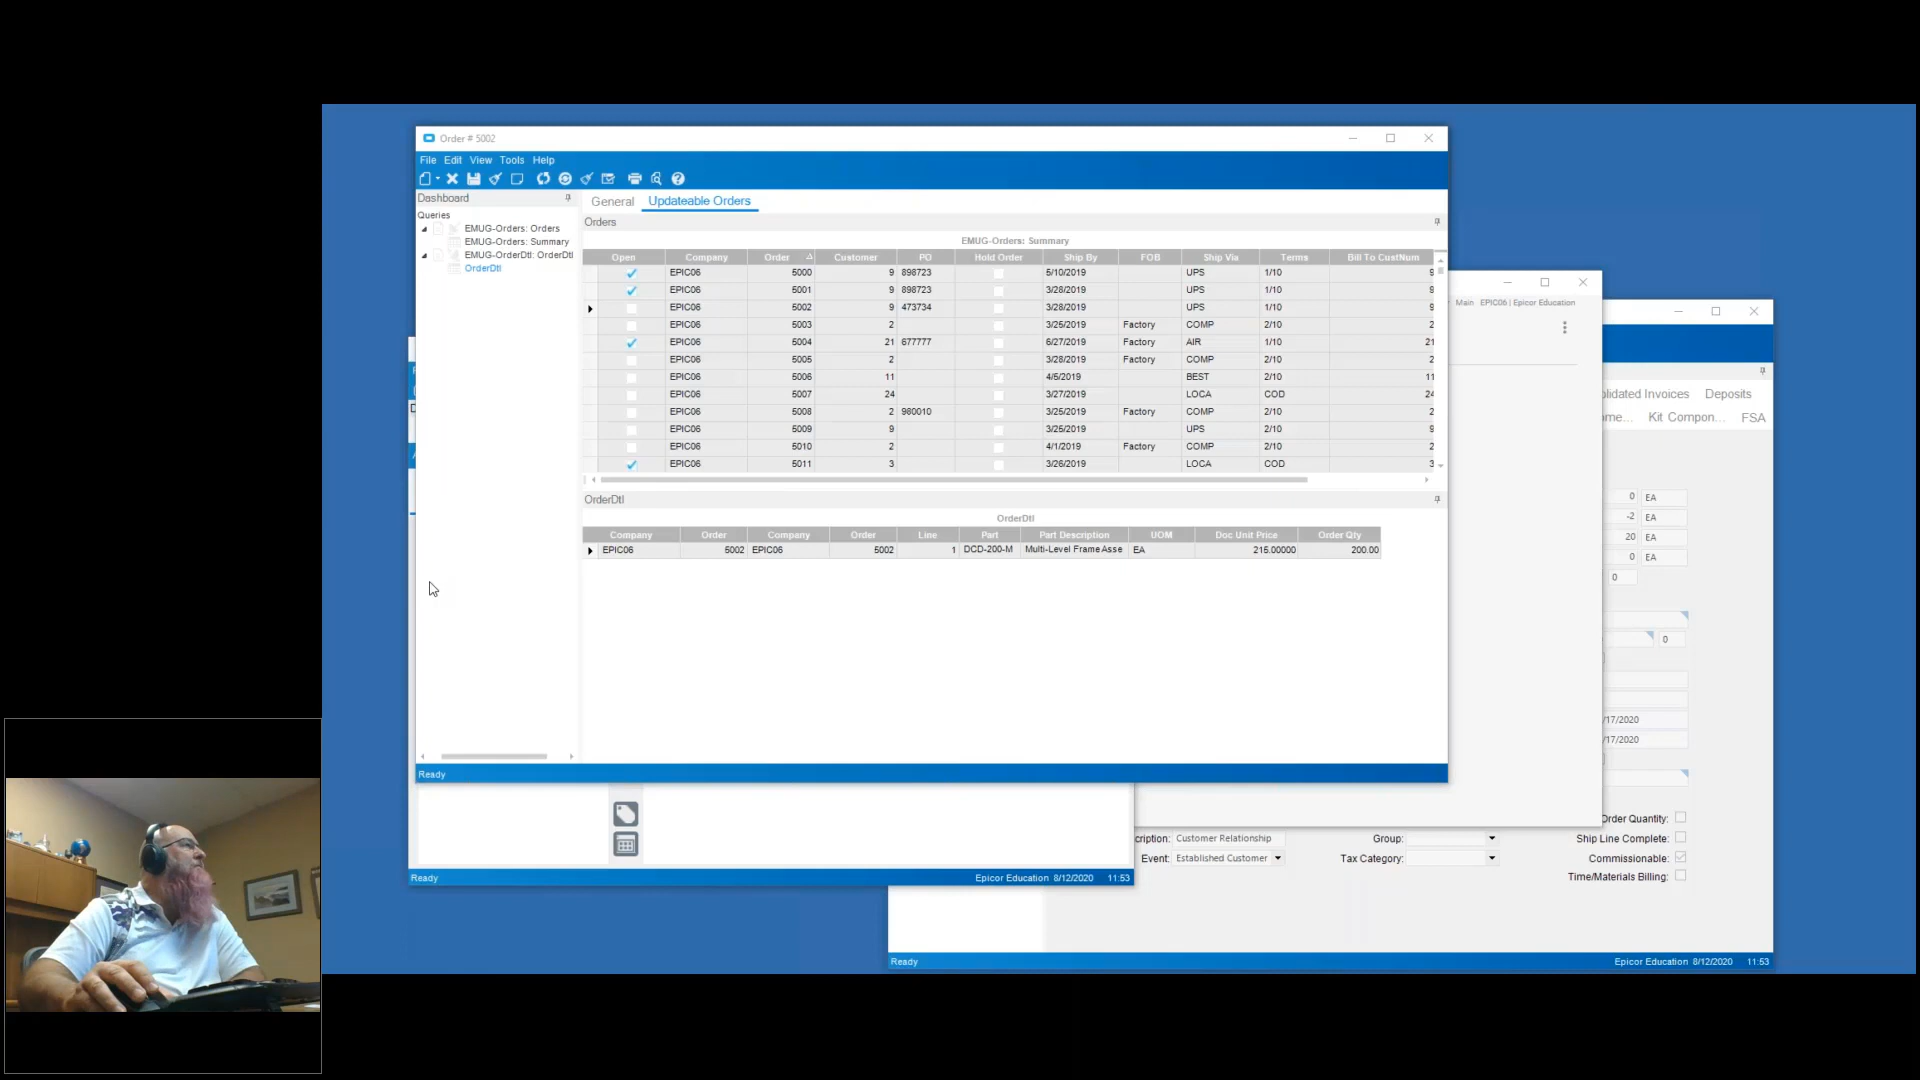 Order # 5002
File Edit View Tools Help
Dashboard
Queries
EMUG-Orders: Orders
EMUG-Orders: Summary
EMUG-OrderDtl: OrderDtl
OrderDtl
General Updateable Orders
Orders
EMUG-Orders: Summary
Open Company Order Customer PO Hold Order Ship By FOB Ship Via Terms Bill To CustNum
EPIC06 5000 9 898723 5/10/2019 UPS 1/10 9
EPIC06 5001 9 898723 3/28/2019 UPS 1/10 9
EPIC06 5002 9 473734 3/28/2019 UPS 1/10 9
EPIC06 5003 2 3/25/2019 Factory COMP 2/10 2
EPIC06 5004 21 677777 6/27/2019 Factory AIR 1/10 21
EPIC06 5005 2 3/28/2019 Factory COMP 2/10 2
EPIC06 5006 11 4/5/2019 BEST 2/10 11
EPIC06 5007 24 3/27/2019 LOCA COD 24
EPIC06 5008 2 980010 3/25/2019 Factory COMP 2/10 2
EPIC06 5009 9 3/25/2019 UPS 2/10 9
EPIC06 5010 2 4/1/2019 Factory COMP 2/10 2
EPIC06 5011 3 3/26/2019 LOCA COD 3
OrderDtl
OrderDtl
Company Order Company Order Line Part Part Description UOM Doc Unit Price Order Qty
EPIC06 5002 EPIC06 5002 1 DCD-200-M Multi-Level Frame Asse EA 215.00000 200.00
Ready
Main EPIC06 | Epicor Education
lidated Invoices Deposits
ome... Kit Compon... FSA
0 EA
-2 EA
20 EA
0 EA
0
0
/17/2020
/17/2020
Order Quantity:
cription: Customer Relationship Group: Ship Line Complete:
Event: Established Customer Tax Category: Commissionable:
Time/Materials Billing:
Ready Epicor Education 8/12/2020 11:53
Ready Epicor Education 8/12/2020 11:53